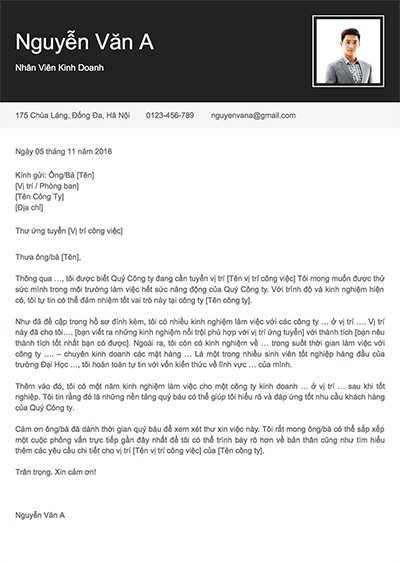 Nguyễn Văn A
Nhân Viên Kinh Doanh
175 Chùa Láng, Đống Đa, Hà Nội 0123-456-789 nguyenvana@gmail.com
Ngày 05 tháng 11 năm 2016
Kính gửi: Ông/Bà [Tên]
[Vị trí / Phòng ban]
[Tên Công Ty]
[Địa chỉ]
Thư ứng tuyển [Vị trí công việc]
Thưa ông/bà [Tên],
Thông qua …, tôi được biết Quý Công ty đang cần tuyển vị trí [Tên vị trí công việc] Tôi mong muốn được thử
sức mình trong môi trường làm việc hết sức năng động của Quý Công ty. Với trình độ và kinh nghiệm hiện
có, tôi tự tin có thể đảm nhiệm tốt vai trò này tại công ty [Tên công ty].
Như đã đề cập trong hồ sơ đính kèm, tôi có nhiều kinh nghiệm làm việc với các công ty … ở vị trí …. Vị trí
này đã cho tôi…. [bạn viết ra những kinh nghiệm nổi trội phù hợp với vị trí ứng tuyển] với thành tích [bạn nêu
thành tích tốt nhất bạn có được]. Ngoài ra, tôi còn có kinh nghiệm về … trong suốt thời gian làm việc với
công ty …. – chuyên kinh doanh các mặt hàng … Là một trong nhiều sinh viên tốt nghiệp hàng đầu của
trường Đại Học …, tôi hoàn toàn tự tin với vốn kiến thức về lĩnh vực … của mình.
Thêm vào đó, tôi có một năm kinh nghiệm làm việc cho một công ty kinh doanh … ở vị trí … sau khi tốt
nghiệp. Tôi tin rằng đó là những nền tảng quý báu có thể giúp tôi hiểu rõ và đáp ứng tốt nhu cầu khách hàng
của Quý Công ty.
Cảm ơn ông/bà đã dành thời gian quý báu để xem xét thư xin việc này. Tôi rất mong ông/bà có thể sắp xếp
một cuộc phỏng vấn trực tiếp gần đây nhất để tôi có thể trình bày rõ hơn về bản thân cũng như tìm hiểu
thêm các yêu cầu chi tiết cho vị trí [Tên vị trí công việc] của [Tên công ty].
Trân trọng. Xin cảm ơn!
Nguyễn Văn A